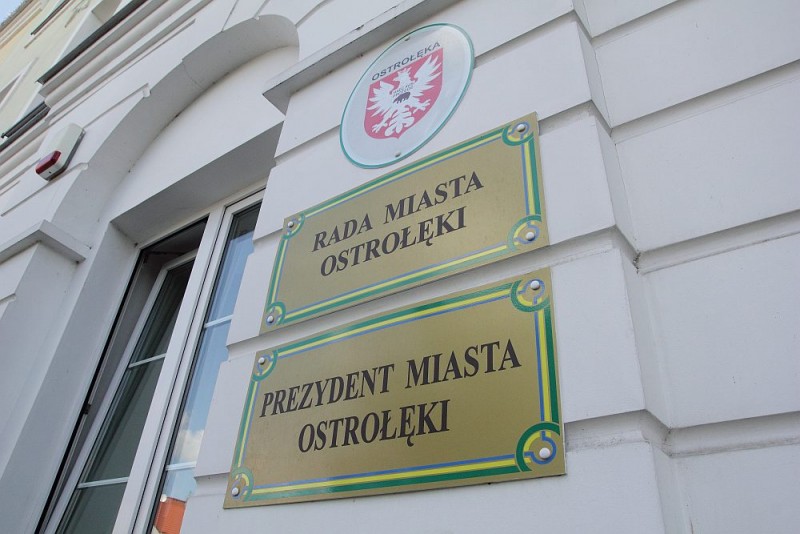 OSTROŁĘKA
RADA MIASTA
OSTROŁĘKI
PREZYDENT MIASTA
OSTROŁĘKI